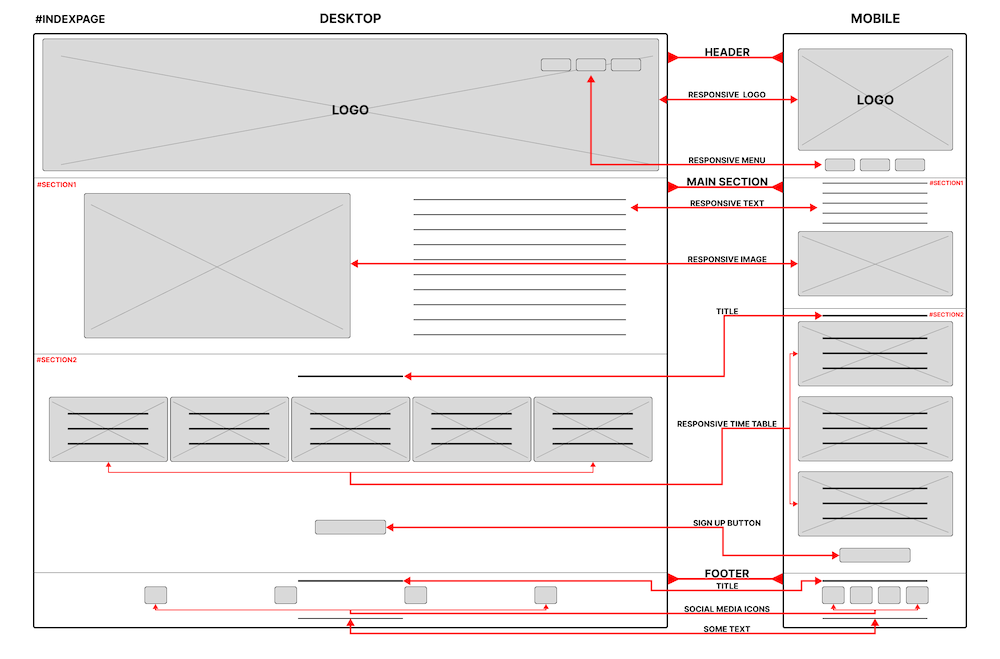 #INDEXPAGE
DESKTOP
MOBILE
HEADER
LOGO
RESPONSIVE LOGO
LOGO
RESPONSIVE MENU
#SECTION1
MAIN SECTION
#SECTION1
RESPONSIVE TEXT
RESPONSIVE IMAGE
TITLE
#SECTION2
#SECTION2
RESPONSIVE TIME TABLE
SIGN UP BUTTON
FOOTER
TITLE
SOCIAL MEDIA ICONS
SOME TEXT